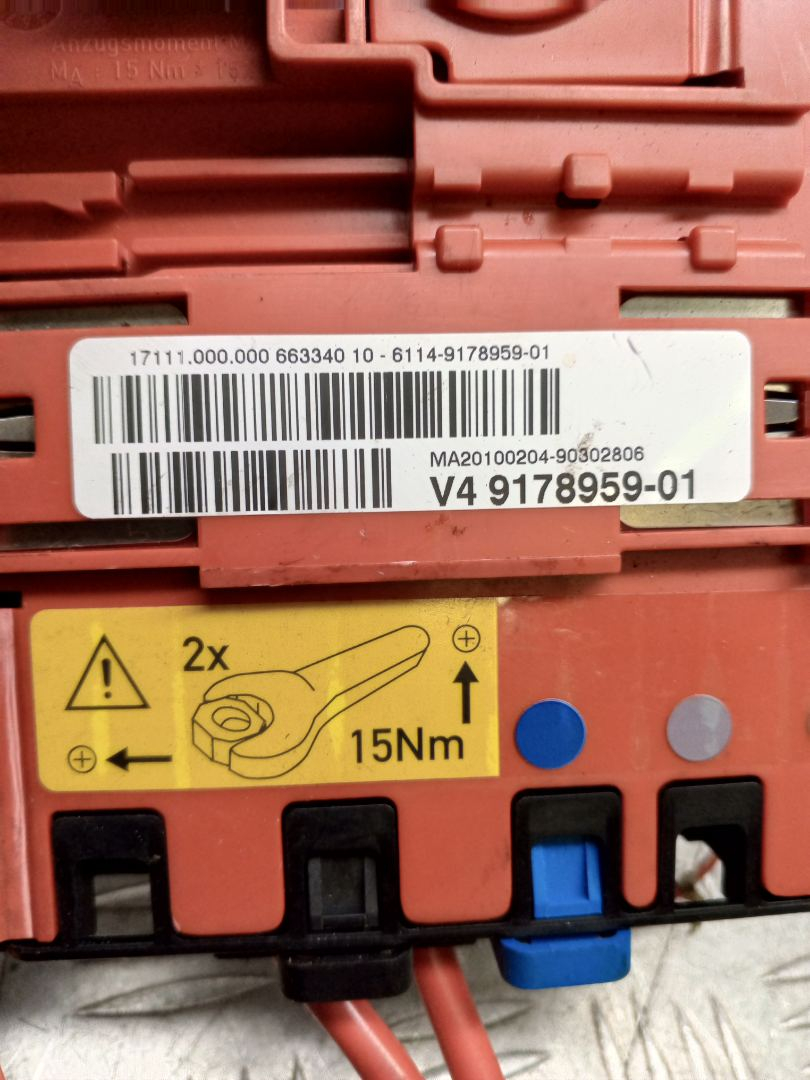 Anzugsmoment M
MA : 15 Nm ± 15
17111.000.000 663340 10 - 6114-9178959-01
MA20100204-90302806
V4 9178959-01
2x
15Nm